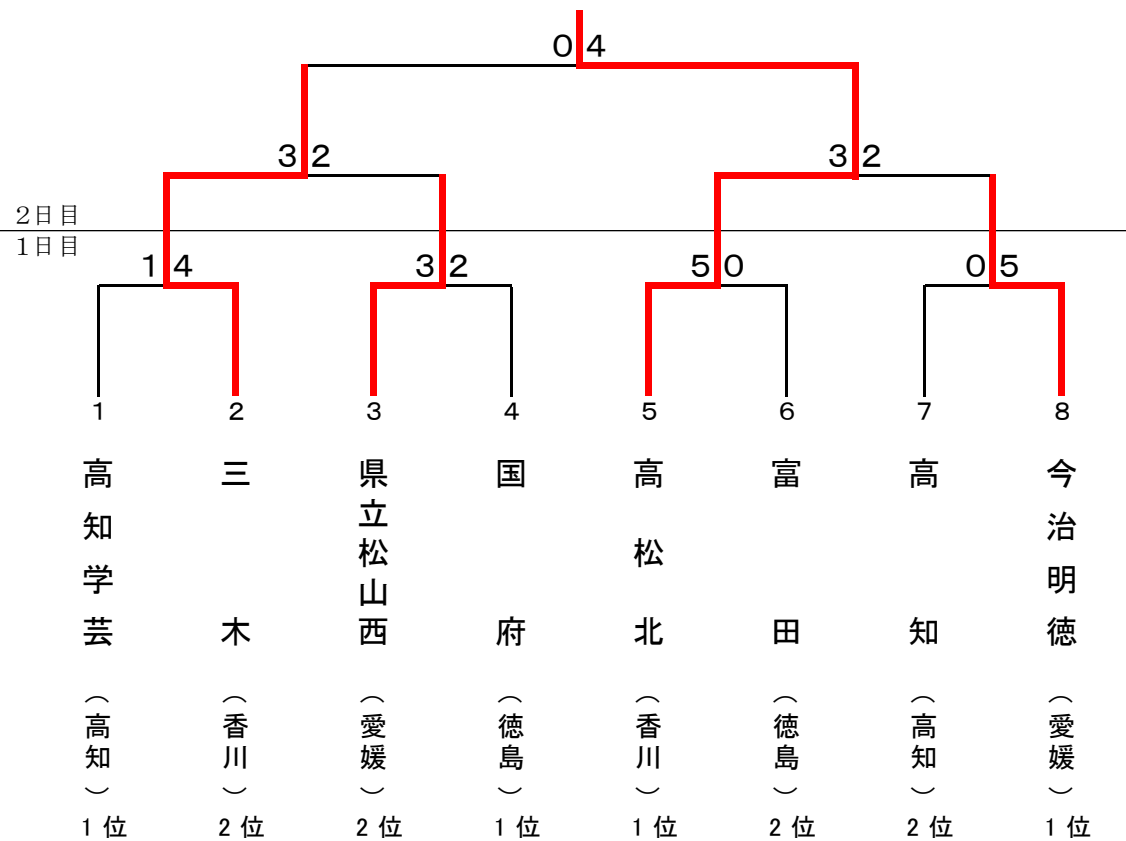 0 4
3 2
3 2
2日目
1日目
1 4
3 2
5 0
0 5
1
2
3
4
5
6
7
8
高知学芸
三木
県立松山西
国府
高松北
富田
高知
今治明徳
（高知）
（香川）
（愛媛）
（徳島）
（香川）
（徳島）
（高知）
（愛媛）
1位
2位
2位
1位
1位
2位
2位
1位